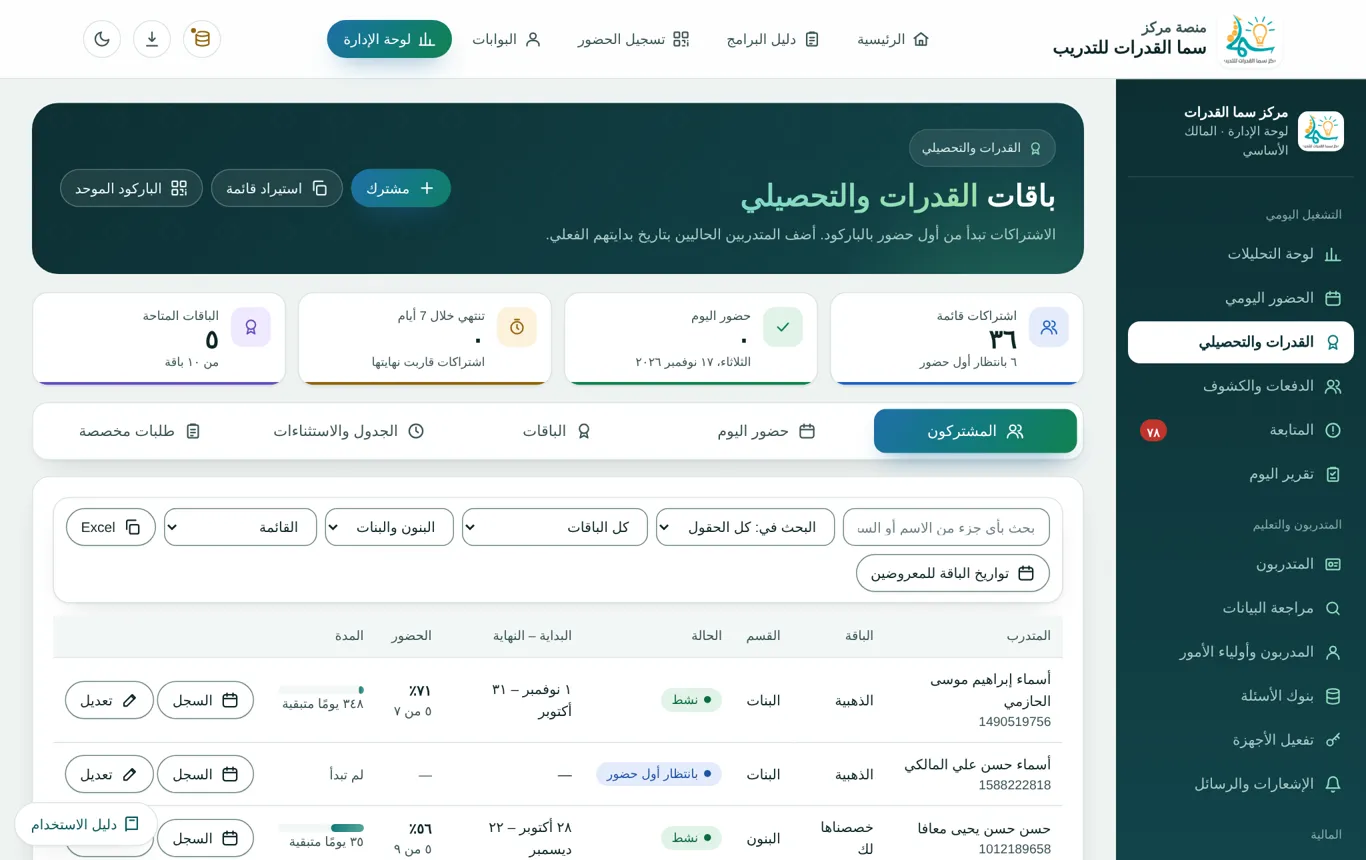 منصة مركز
سما القدرات للتدريب
الرئيسية
دليل البرامج
تسجيل الحضور
البوابات
لوحة الإدارة
مركز سما القدرات
لوحة الإدارة · المالك
الأساسي
التشغيل اليومي
لوحة التحليلات
الحضور اليومي
القدرات والتحصيلي
الدفعات والكشوف
المتابعة
٧٨
تقرير اليوم
المتدربون والتعليم
المتدربون
مراجعة البيانات
المدربون وأولياء الأمور
بنوك الأسئلة
تفعيل الأجهزة
الإشعارات والرسائل
المالية
القدرات والتحصيلي
باقات القدرات والتحصيلي
الاشتراكات تبدأ من أول حضور بالباركود. أضف المتدربين الحاليين بتاريخ بدايتهم الفعلي.
مشترك
استيراد قائمة
الباركود الموحد
اشتراكات قائمة
٣٦
٦ بانتظار أول حضور
حضور اليوم
٠
الثلاثاء، ١٧ نوفمبر ٢٠٢٦
تنتهي خلال 7 أيام
٠
اشتراكات قاربت نهايتها
الباقات المتاحة
٥
من ١٠ باقة
المشتركون
حضور اليوم
الباقات
الجدول والاستثناءات
طلبات مخصصة
بحث بأي جزء من الاسم أو الس
البحث في: كل الحقول
كل الباقات
البنون والبنات
القائمة
Excel
تواريخ الباقة للمعروضين
المتدرب
الباقة
القسم
الحالة
البداية – النهاية
الحضور
المدة
أسماء إبراهيم موسى
الحازمي
1490519756
الذهبية
البنات
نشط
١ نوفمبر – ٣١
أكتوبر
٧١٪
٥ من ٧
٣٤٨ يومًا متبقية
السجل
تعديل
أسماء حسن علي المالكي
1588222818
الذهبية
البنات
بانتظار أول حضور
—
—
لم تبدأ
السجل
تعديل
حسن حسن يحيى معافا
1012189658
خصصناها
لك
البنون
نشط
٢٨ أكتوبر – ٢٢
ديسمبر
٥٦٪
٥ من ٩
٣٥ يومًا متبقية
السجل
دليل الاستخدام